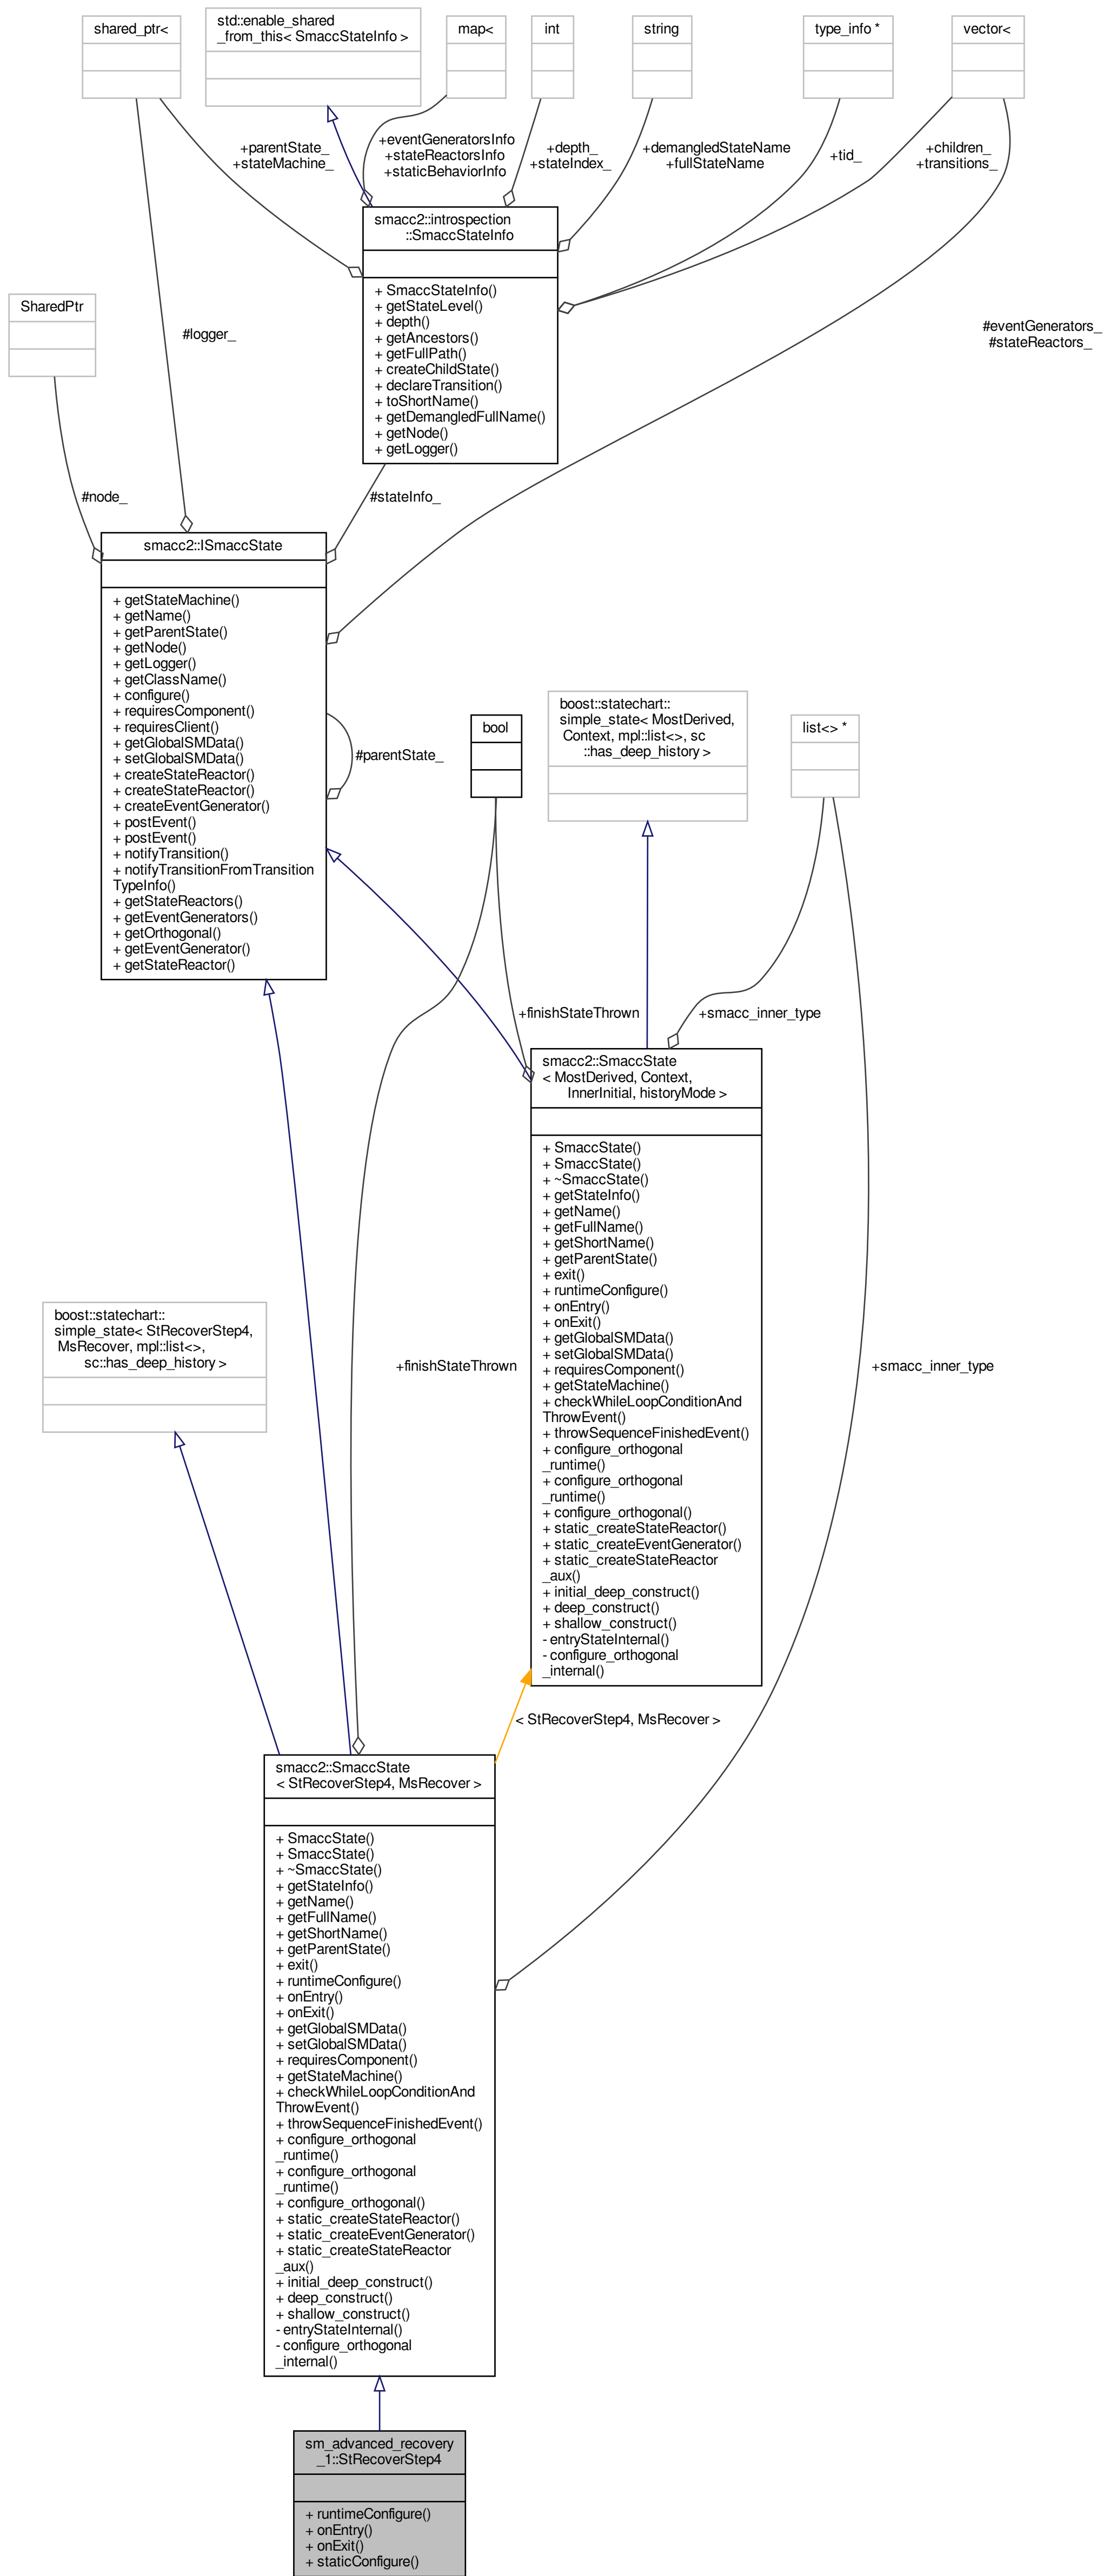 shared_ptr<
std::enable_shared
_from_this< SmaccStateInfo >
map<
int
string
type_info *
vector<
+parentState_
+stateMachine_
+eventGeneratorsInfo
+stateReactorsInfo
+staticBehaviorInfo
+depth_
+stateIndex_
+demangledStateName
+fullStateName
+tid_
+children_
+transitions_
smacc2::introspection
::SmaccStateInfo
+ SmaccStateInfo()
+ getStateLevel()
+ depth()
+ getAncestors()
+ getFullPath()
+ createChildState()
+ declareTransition()
+ toShortName()
+ getDemangledFullName()
+ getNode()
+ getLogger()
SharedPtr
#logger_
#eventGenerators_
#stateReactors_
#node_
#stateInfo_
smacc2::ISmaccState
+ getStateMachine()
+ getName()
+ getParentState()
+ getNode()
+ getLogger()
+ getClassName()
+ configure()
+ requiresComponent()
+ requiresClient()
+ getGlobalSMData()
+ setGlobalSMData()
+ createStateReactor()
+ createStateReactor()
+ createEventGenerator()
+ postEvent()
+ postEvent()
+ notifyTransition()
+ notifyTransitionFromTransition
TypeInfo()
+ getStateReactors()
+ getEventGenerators()
+ getOrthogonal()
+ getEventGenerator()
+ getStateReactor()
#parentState_
bool
boost::statechart::
simple_state< MostDerived,
Context, mpl::list<>, sc
::has_deep_history >
list<> *
+finishStateThrown
+smacc_inner_type
smacc2::SmaccState
< MostDerived, Context,
InnerInitial, historyMode >
+ SmaccState()
+ SmaccState()
+ ~SmaccState()
+ getStateInfo()
+ getName()
+ getFullName()
+ getShortName()
+ getParentState()
+ exit()
+ runtimeConfigure()
+ onEntry()
+ onExit()
+ getGlobalSMData()
+ setGlobalSMData()
+ requiresComponent()
+ getStateMachine()
+ checkWhileLoopConditionAnd
ThrowEvent()
+ throwSequenceFinishedEvent()
+ configure_orthogonal
_runtime()
+ configure_orthogonal
_runtime()
+ configure_orthogonal()
+ static_createStateReactor()
+ static_createEventGenerator()
+ static_createStateReactor
_aux()
+ initial_deep_construct()
+ deep_construct()
+ shallow_construct()
- entryStateInternal()
- configure_orthogonal
_internal()
boost::statechart::
simple_state< StRecoverStep4,
MsRecover, mpl::list<>,
sc::has_deep_history >
+finishStateThrown
+smacc_inner_type
< StRecoverStep4, MsRecover >
smacc2::SmaccState
< StRecoverStep4, MsRecover >
+ SmaccState()
+ SmaccState()
+ ~SmaccState()
+ getStateInfo()
+ getName()
+ getFullName()
+ getShortName()
+ getParentState()
+ exit()
+ runtimeConfigure()
+ onEntry()
+ onExit()
+ getGlobalSMData()
+ setGlobalSMData()
+ requiresComponent()
+ getStateMachine()
+ checkWhileLoopConditionAnd
ThrowEvent()
+ throwSequenceFinishedEvent()
+ configure_orthogonal
_runtime()
+ configure_orthogonal
_runtime()
+ configure_orthogonal()
+ static_createStateReactor()
+ static_createEventGenerator()
+ static_createStateReactor
_aux()
+ initial_deep_construct()
+ deep_construct()
+ shallow_construct()
- entryStateInternal()
- configure_orthogonal
_internal()
sm_advanced_recovery
_1::StRecoverStep4
+ runtimeConfigure()
+ onEntry()
+ onExit()
+ staticConfigure()